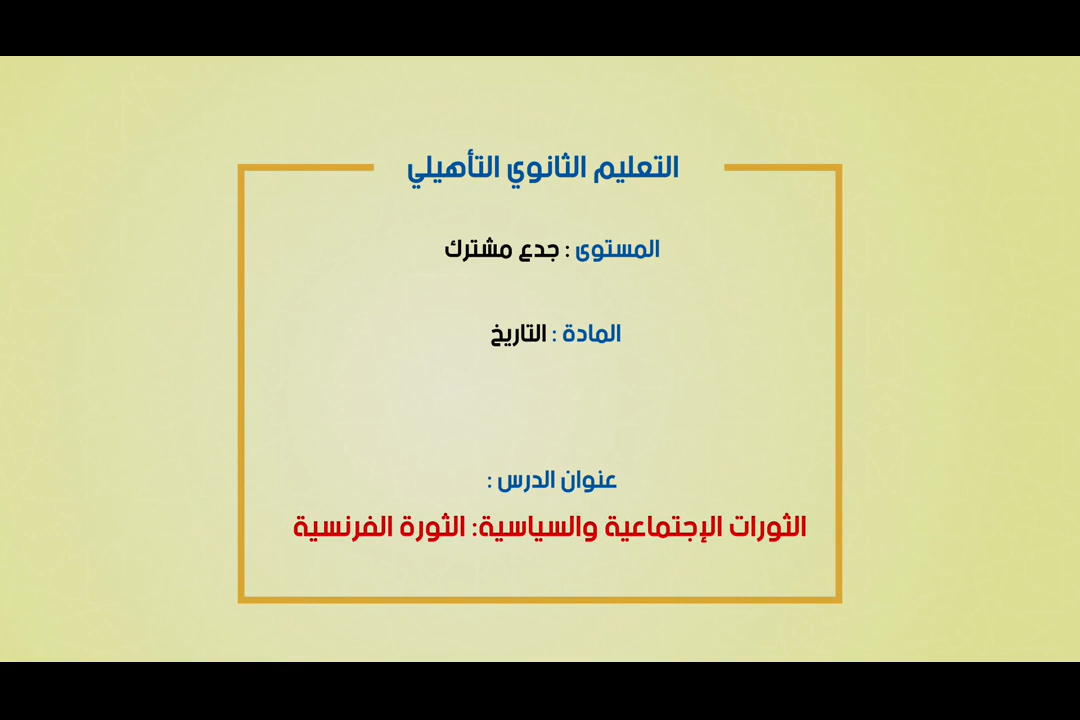 التعليم الثانوي التأهيلي
المستوى : جدع مشترك
المادة : التاريخ
عنوان الدرس :
الثورات الإجتماعية والسياسية: الثورة الفرنسية